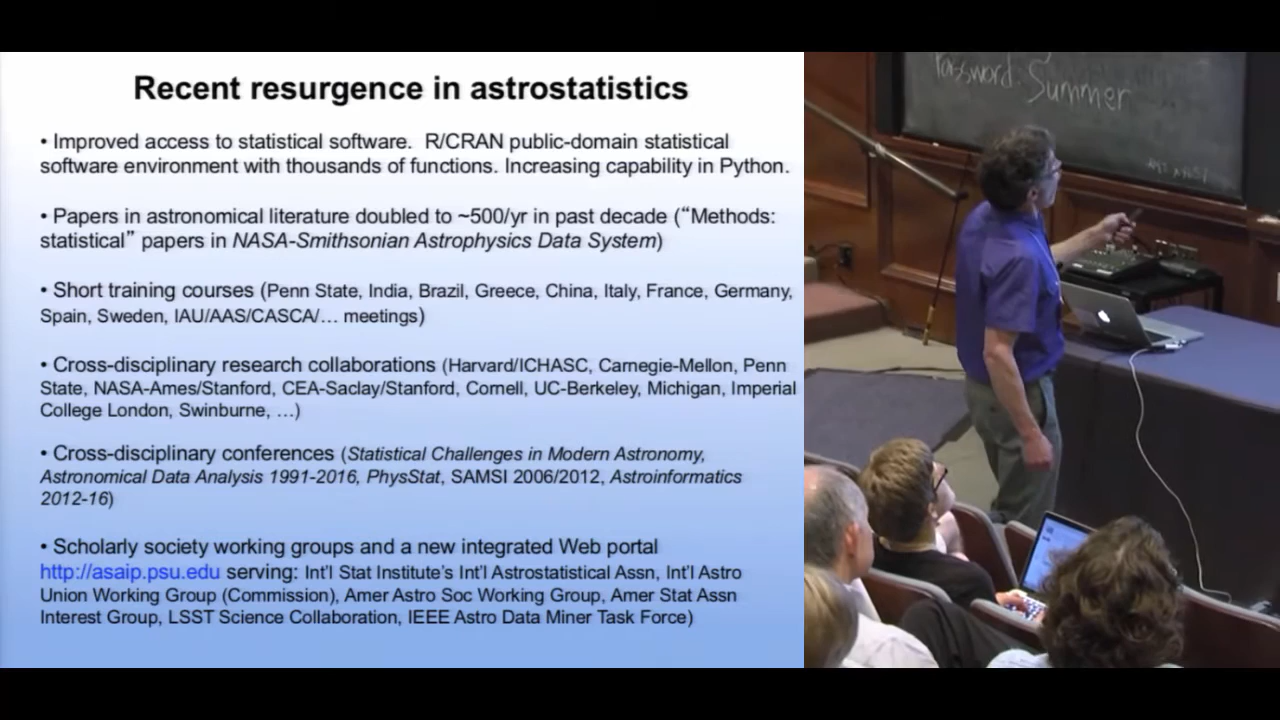 Recent resurgence in astrostatistics
• Improved access to statistical software. R/CRAN public-domain statistical
software environment with thousands of functions. Increasing capability in Python.
• Papers in astronomical literature doubled to ~500/yr in past decade (“Methods:
statistical” papers in NASA-Smithsonian Astrophysics Data System)
• Short training courses (Penn State, India, Brazil, Greece, China, Italy, France, Germany,
Spain, Sweden, IAU/AAS/CASCA/… meetings)
• Cross-disciplinary research collaborations (Harvard/ICHASC, Carnegie-Mellon, Penn
State, NASA-Ames/Stanford, CEA-Saclay/Stanford, Cornell, UC-Berkeley, Michigan, Imperial
College London, Swinburne, …)
• Cross-disciplinary conferences (Statistical Challenges in Modern Astronomy,
Astronomical Data Analysis 1991-2016, PhysStat, SAMSI 2006/2012, Astroinformatics
2012-16)
• Scholarly society working groups and a new integrated Web portal
http://asaip.psu.edu serving: Int’l Stat Institute’s Int’l Astrostatistical Assn, Int’l Astro
Union Working Group (Commission), Amer Astro Soc Working Group, Amer Stat Assn
Interest Group, LSST Science Collaboration, IEEE Astro Data Miner Task Force)
Password: Summer